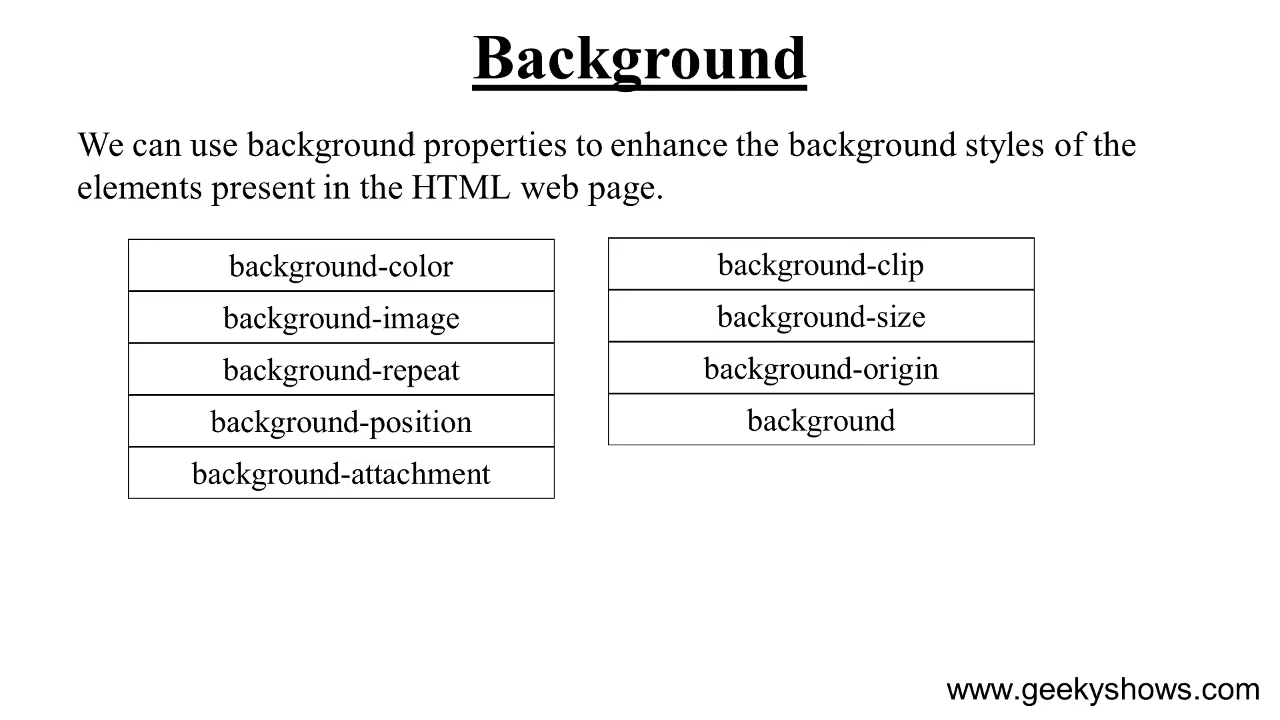 Background
We can use background properties to enhance the background styles of the
elements present in the HTML web page.
background-color
background-image
background-repeat
background-position
background-attachment
background-clip
background-size
background-origin
background
www.geekyshows.com